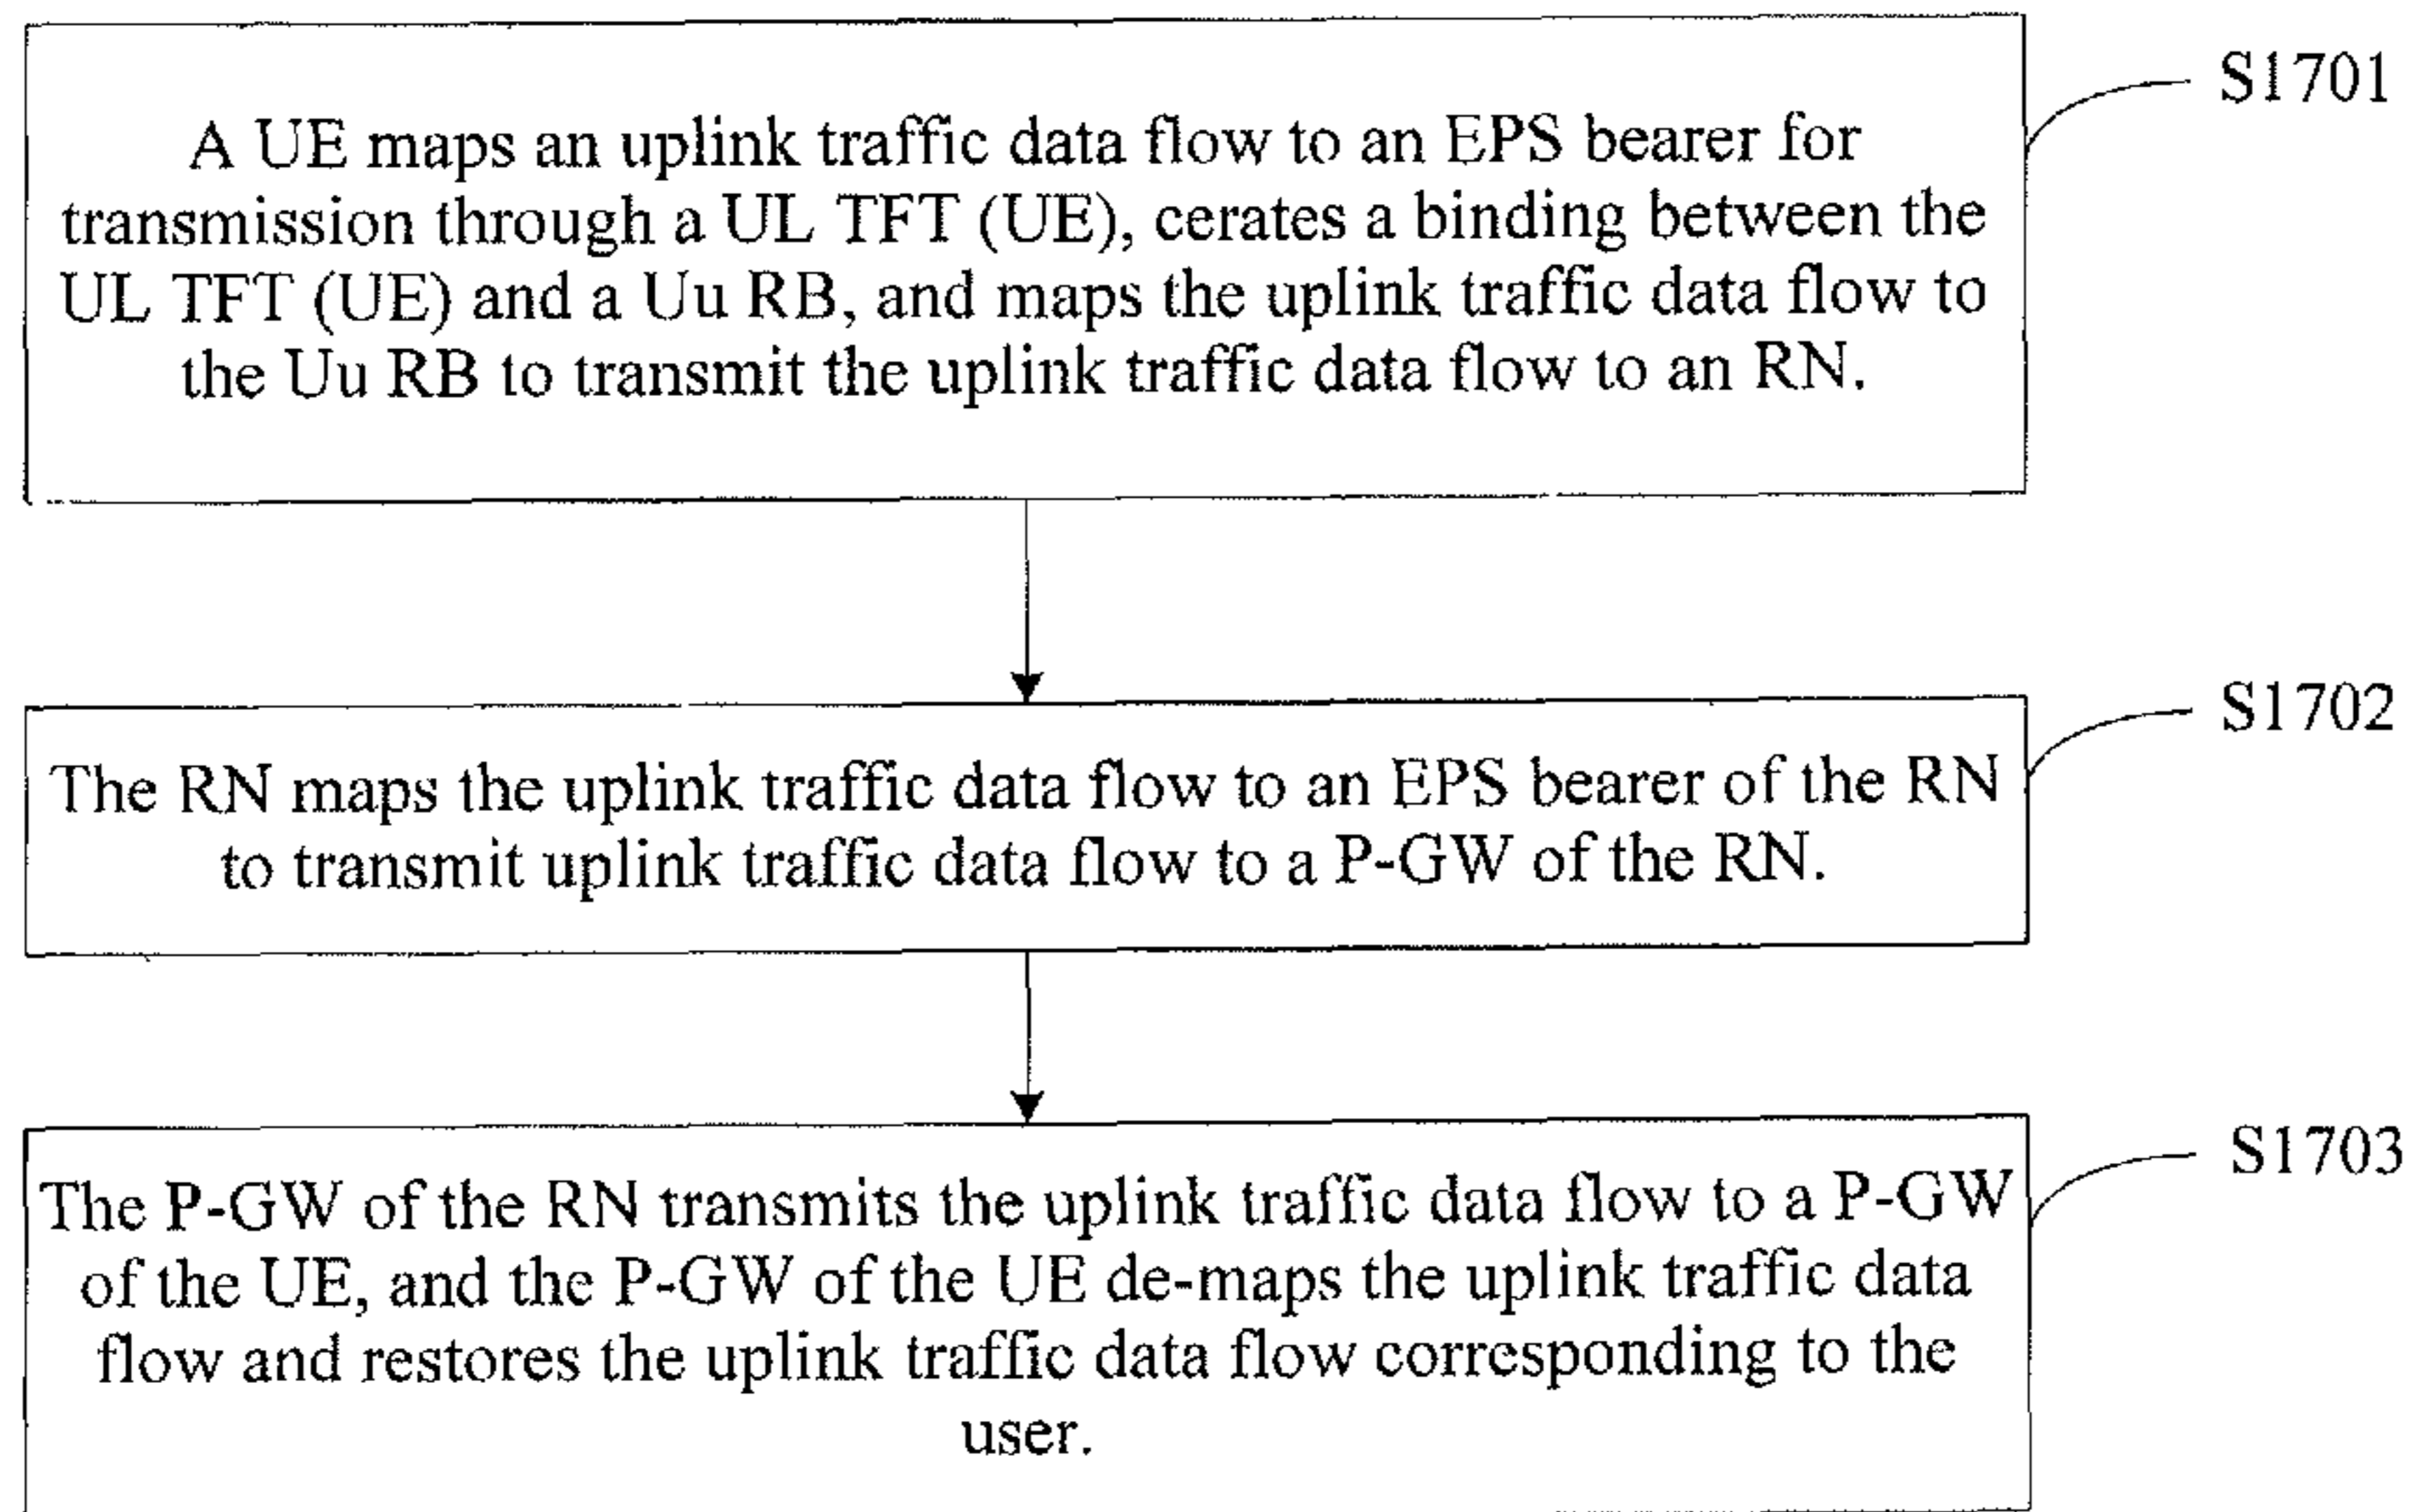 A UE maps an uplink traffic data flow to an EPS bearer for
transmission through a UL TFT (UE), cerates a binding between the
UL TFT (UE) and a Uu RB, and maps the uplink traffic data flow to
the Uu RB to transmit the uplink traffic data flow to an RN.
S1701
The RN maps the uplink traffic data flow to an EPS bearer of the RN
to transmit uplink traffic data flow to a P-GW of the RN.
S1702
The P-GW of the RN transmits the uplink traffic data flow to a P-GW
of the UE, and the P-GW of the UE de-maps the uplink traffic data
flow and restores the uplink traffic data flow corresponding to the
user.
S1703